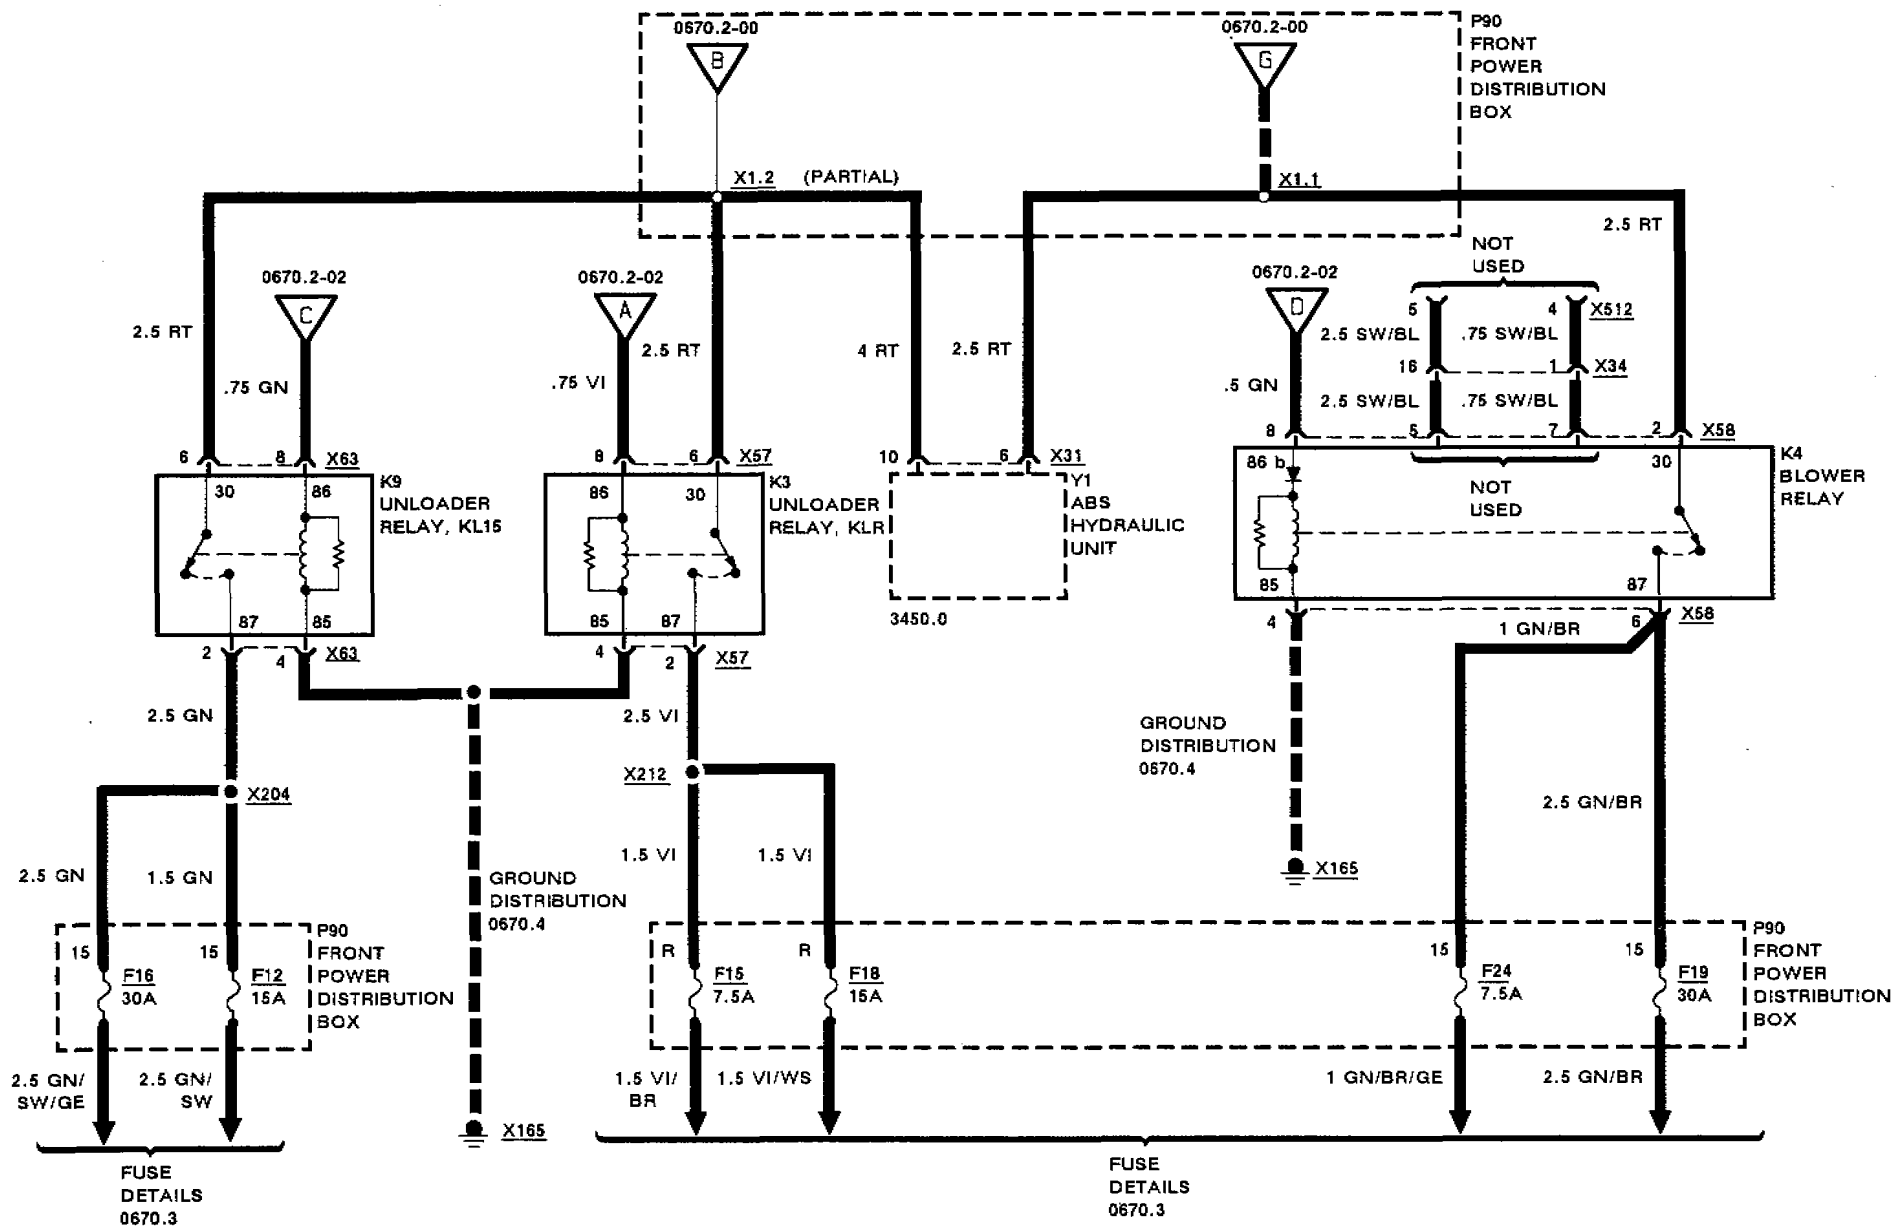 0670.2-00
B
0670.2-00
G
P90
FRONT
POWER
DISTRIBUTION
BOX
X1.2 (PARTIAL)
X1.1
2.5 RT
NOT
USED
0670.2-02
C
0670.2-02
A
0670.2-02
D
5
4
X512
2.5 RT
2.5 RT
4 RT
2.5 RT
2.5 SW/BL
.75 SW/BL
16
1
X34
.75 GN
.75 VI
.5 GN
2.5 SW/BL
.75 SW/BL
8
5
7
2
X58
6
8
X63
8
6
X57
10
6
X31
86 b
30
K4
BLOWER
RELAY
NOT
USED
30
86
K9
UNLOADER
RELAY, KL15
86
30
K3
UNLOADER
RELAY, KLR
Y1
ABS
HYDRAULIC
UNIT
85
87
87
85
85
87
3450.0
4
6
X58
1 GN/BR
2
4
X63
4
2
X57
2.5 GN
2.5 VI
GROUND
DISTRIBUTION
0670.4
X204
X212
2.5 GN/BR
2.5 GN
1.5 GN
1.5 VI
1.5 VI
X165
GROUND
DISTRIBUTION
0670.4
15
15
F16
30A
F12
15A
P90
FRONT
POWER
DISTRIBUTION
BOX
R
R
F15
7.5A
F18
15A
15
15
F24
7.5A
F19
30A
P90
FRONT
POWER
DISTRIBUTION
BOX
2.5 GN/
SW/GE
2.5 GN/
SW
1.5 VI/
BR
1.5 VI/WS
1 GN/BR/GE
2.5 GN/BR
X165
FUSE
DETAILS
0670.3
FUSE
DETAILS
0670.3